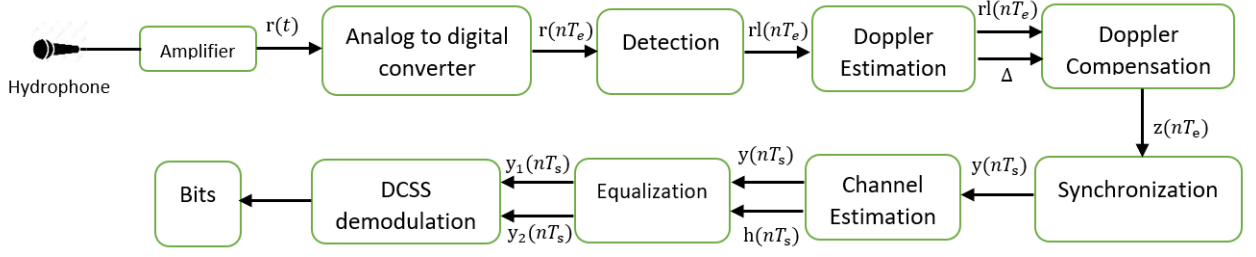 Hydrophone
Amplifier
r(t)
Analog to digital
converter
r(nTₑ)
Detection
rl(nTₑ)
Doppler
Estimation
rl(nTₑ)
Δ
Doppler
Compensation
z(nTₑ)
Synchronization
y(nTₛ)
Channel
Estimation
y(nTₛ)
h(nTₛ)
Equalization
y₁(nTₛ)
y₂(nTₛ)
DCSS
demodulation
Bits